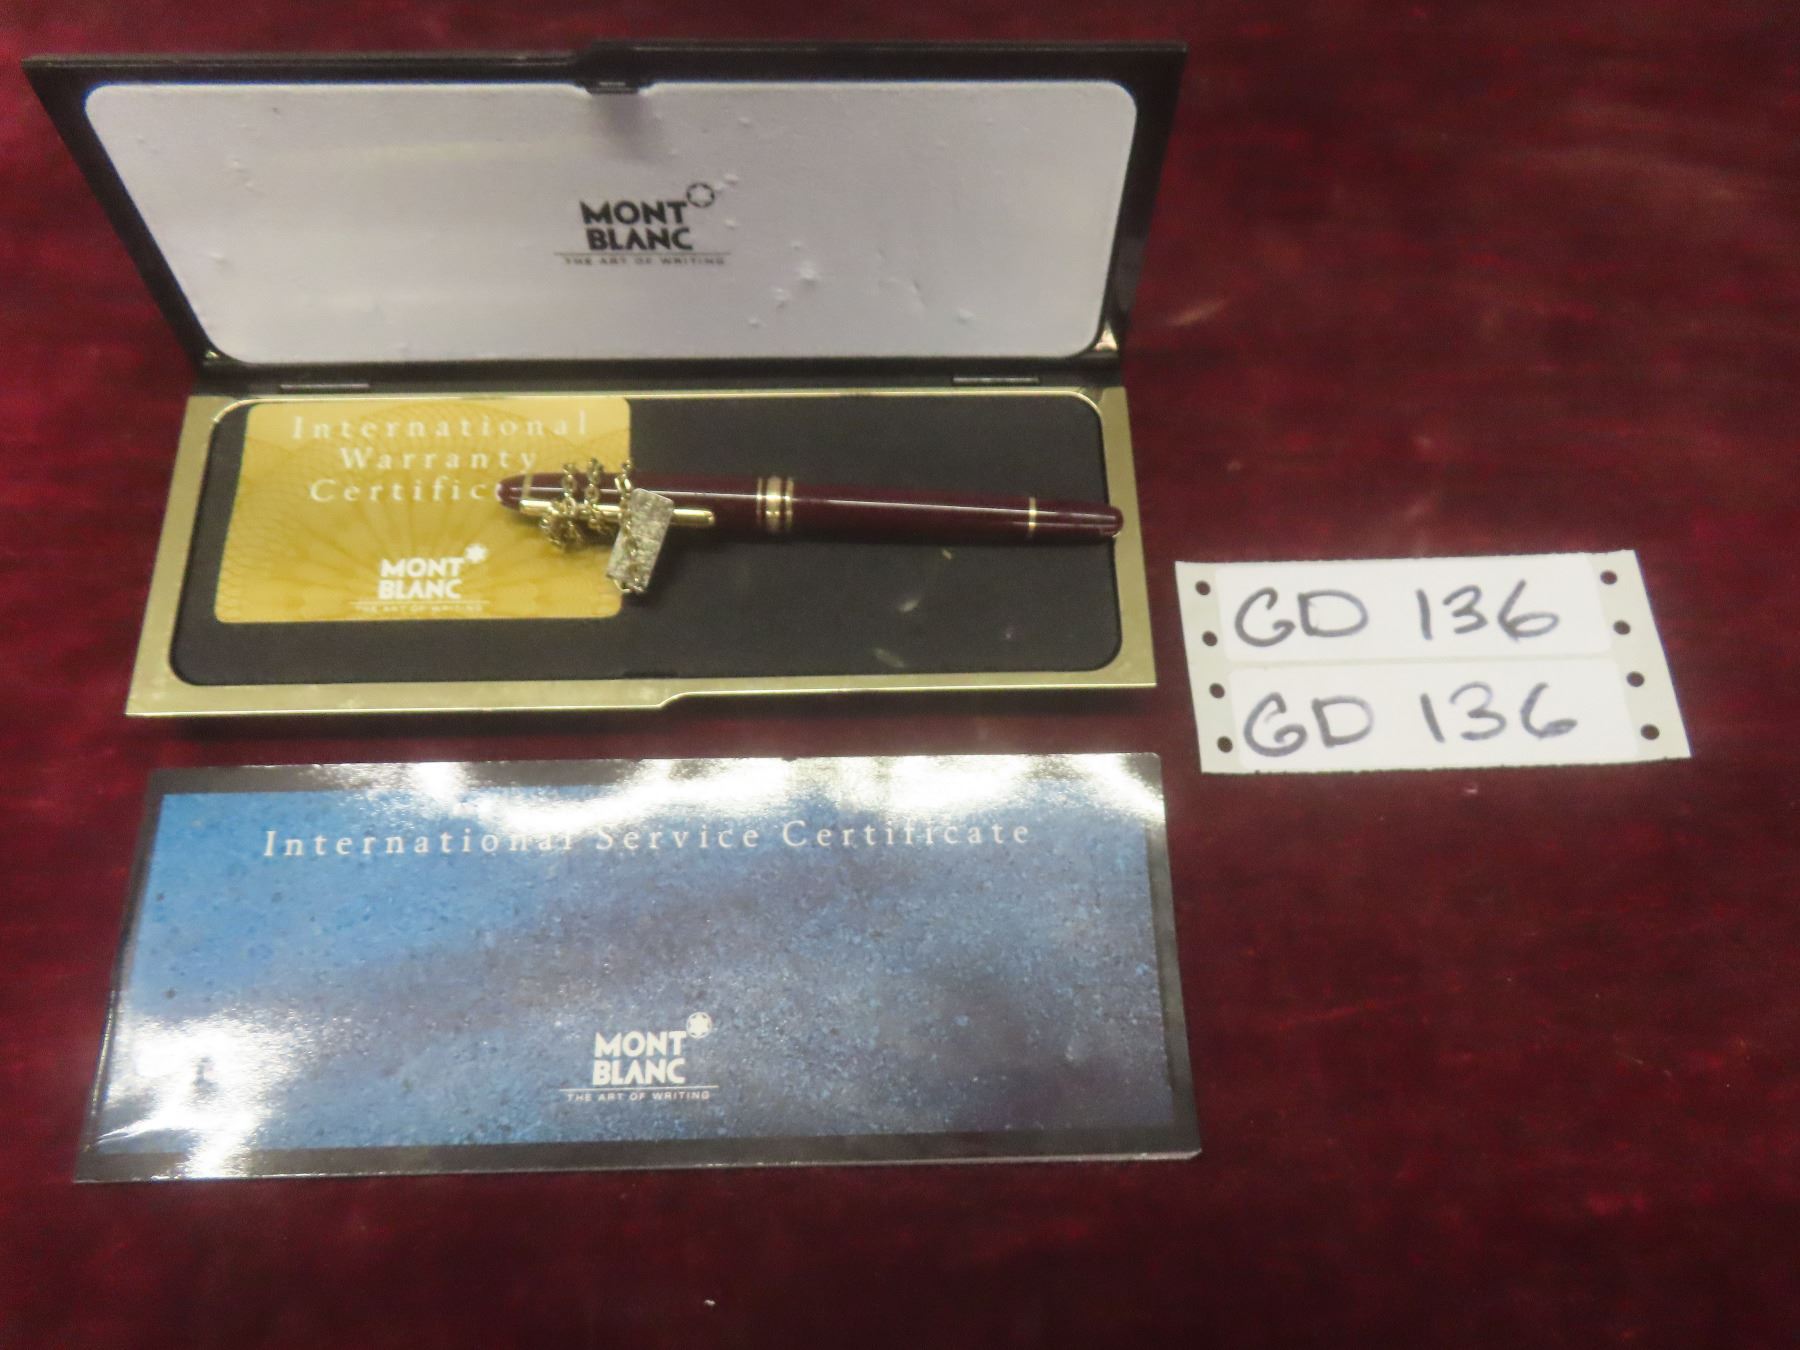 MONT
BLANC
THE ART OF WRITING
International
Warranty
Certific
MONT
BLANC
THE ART OF WRITING
GD 136
GD 136
International Service Certificate
MONT
BLANC
THE ART OF WRITING